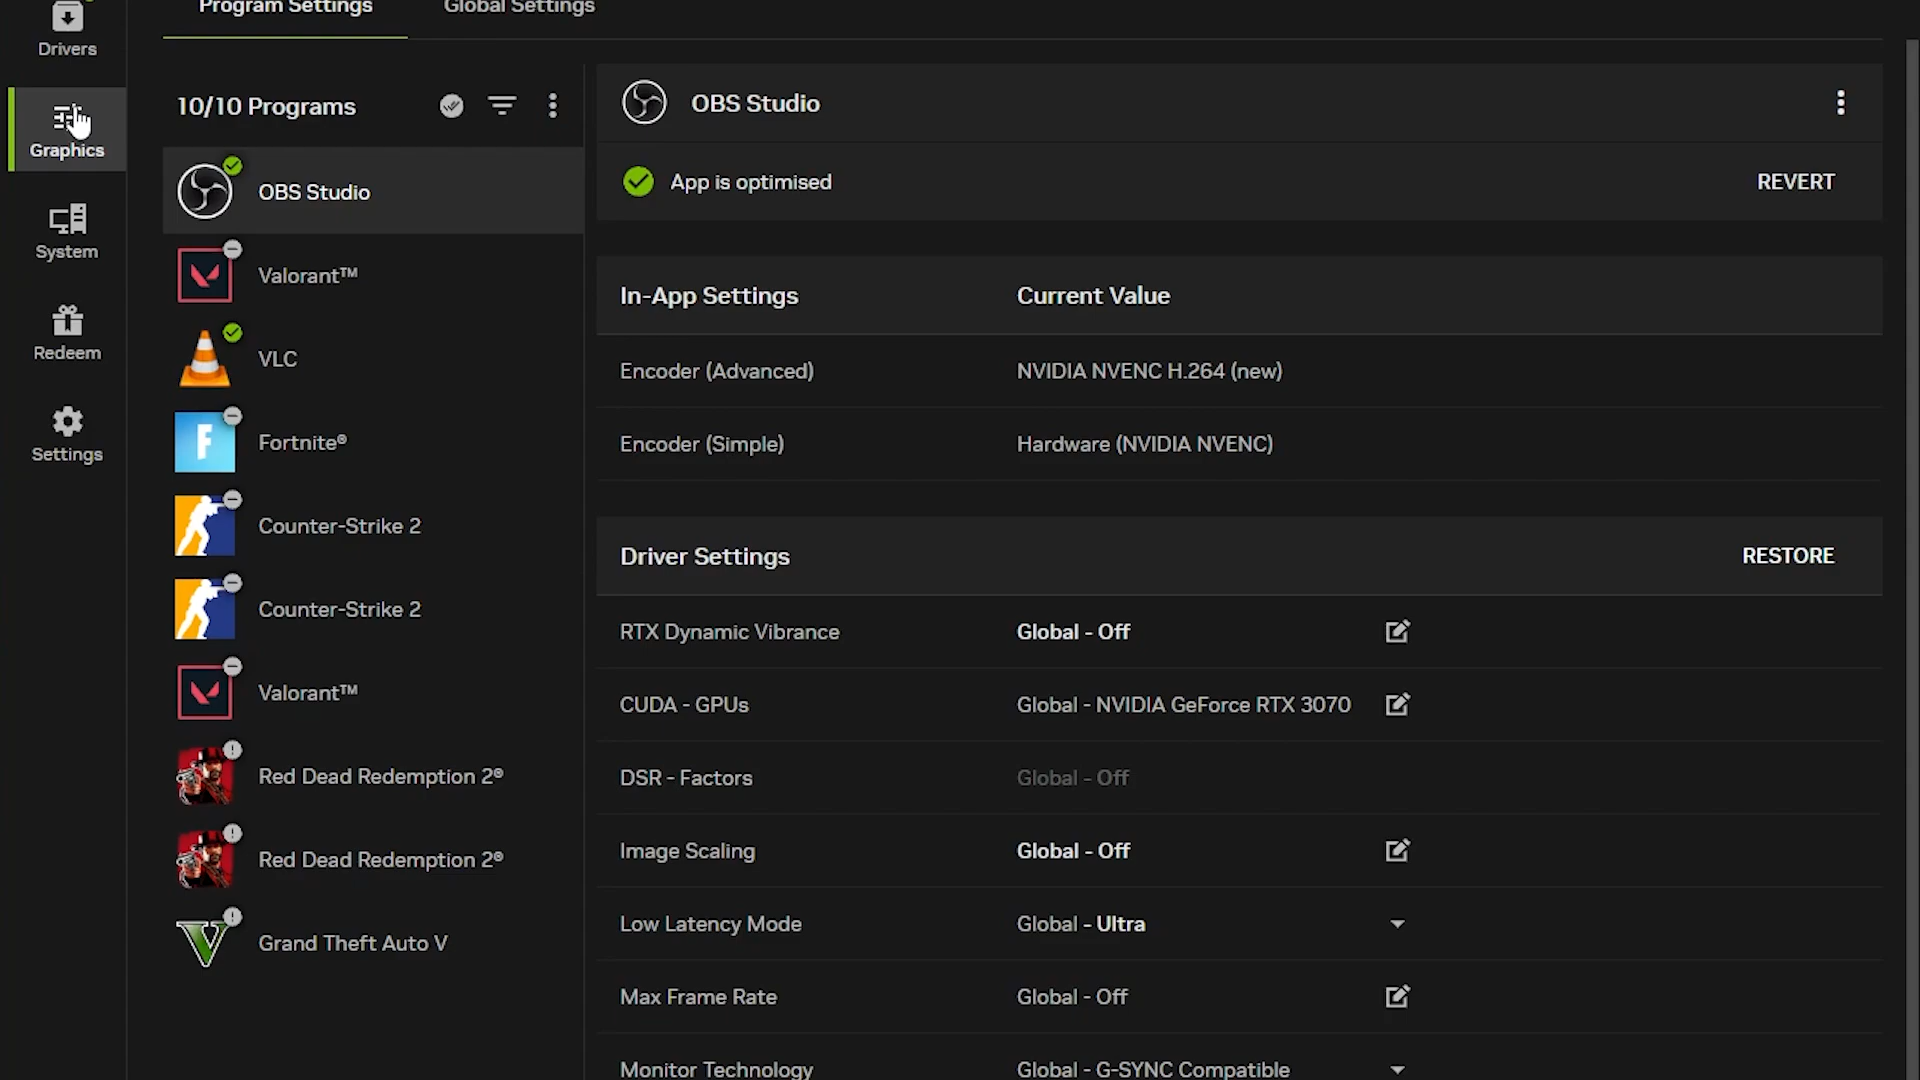 Program Settings
Global Settings
Drivers
Graphics
System
Redeem
Settings
10/10 Programs
OBS Studio
Valorant™
VLC
Fortnite®
Counter-Strike 2
Counter-Strike 2
Valorant™
Red Dead Redemption 2®
Red Dead Redemption 2®
Grand Theft Auto V
OBS Studio
App is optimised
REVERT
In-App Settings
Current Value
Encoder (Advanced)
NVIDIA NVENC H.264 (new)
Encoder (Simple)
Hardware (NVIDIA NVENC)
Driver Settings
RESTORE
RTX Dynamic Vibrance
Global - Off
CUDA - GPUs
Global - NVIDIA GeForce RTX 3070
DSR - Factors
Global - Off
Image Scaling
Global - Off
Low Latency Mode
Global - Ultra
Max Frame Rate
Global - Off
Monitor Technology
Global - G-SYNC Compatible